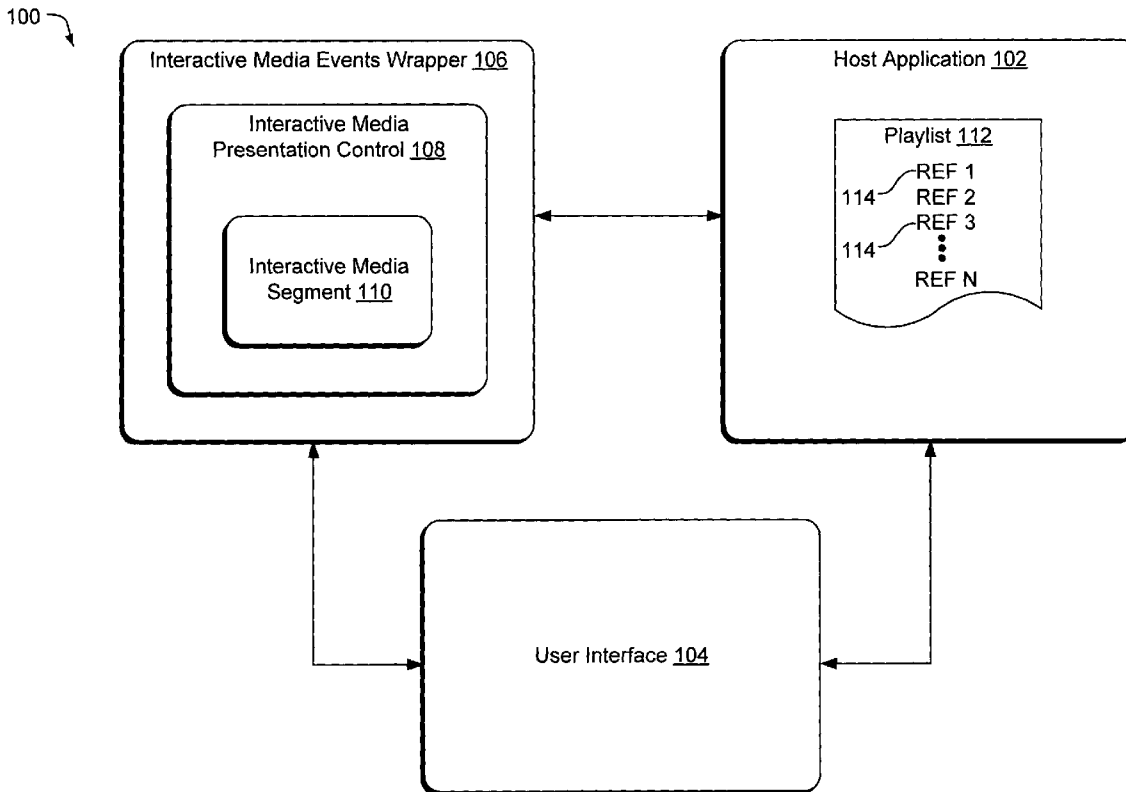 100
Interactive Media Events Wrapper 106
Interactive Media
Presentation Control 108
Interactive Media
Segment 110
Host Application 102
Playlist 112
REF 1
114
REF 2
REF 3
114
REF N
User Interface 104